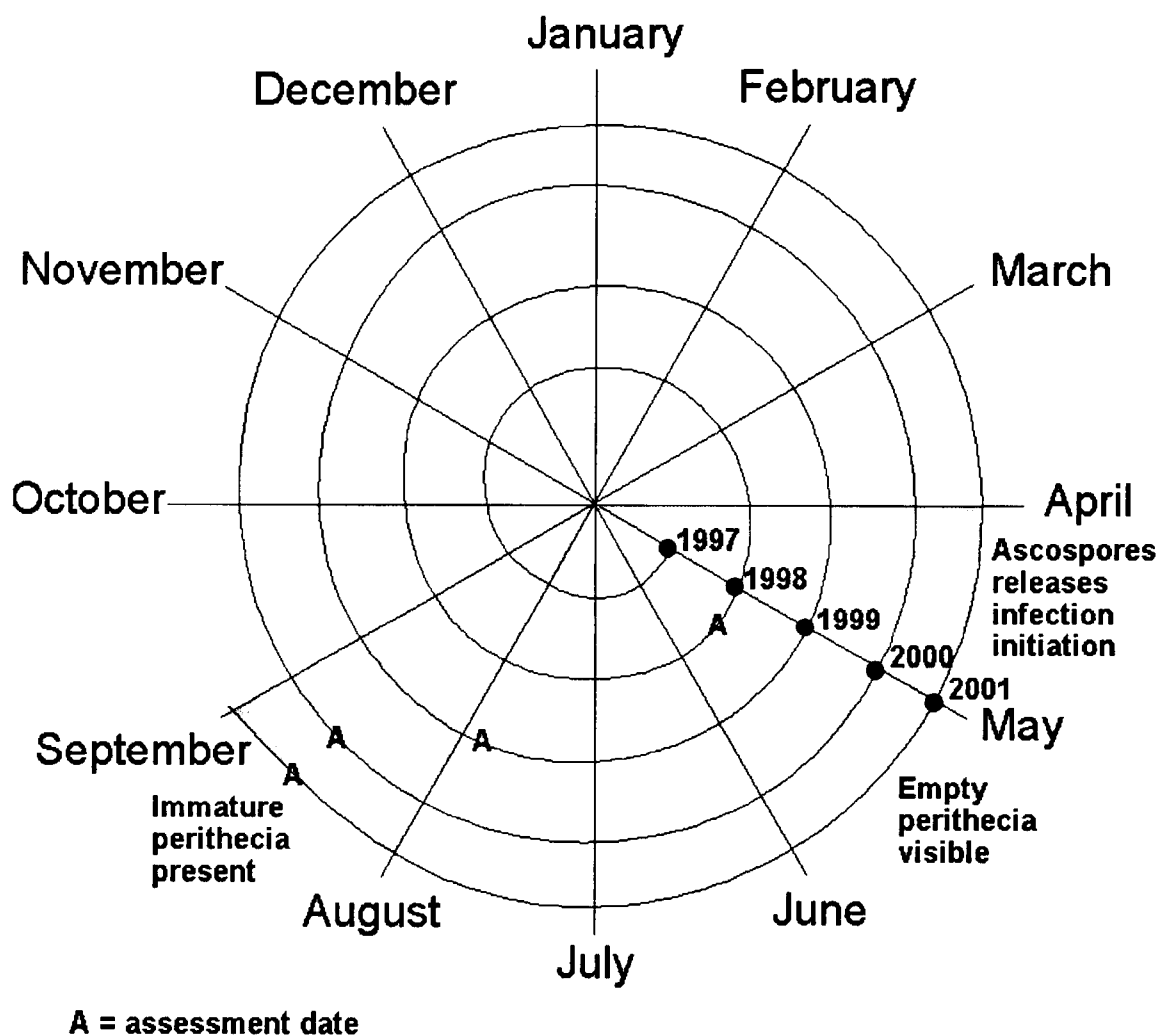 January
December
February
November
March
October
April
1997
1998
1999
2000
2001
Ascospores
releases
infection
initiation
May
A
A
A
A
September
Immature
perithecia
present
Empty
perithecia
visible
August
June
July
A = assessment date